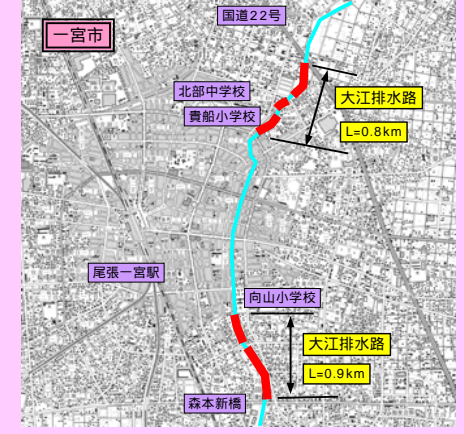 国道22号
一宮市
北部中学校
貴船小学校
大江排水路
L=0.8km
尾張一宮駅
向山小学校
大江排水路
L=0.9km
森本新橋